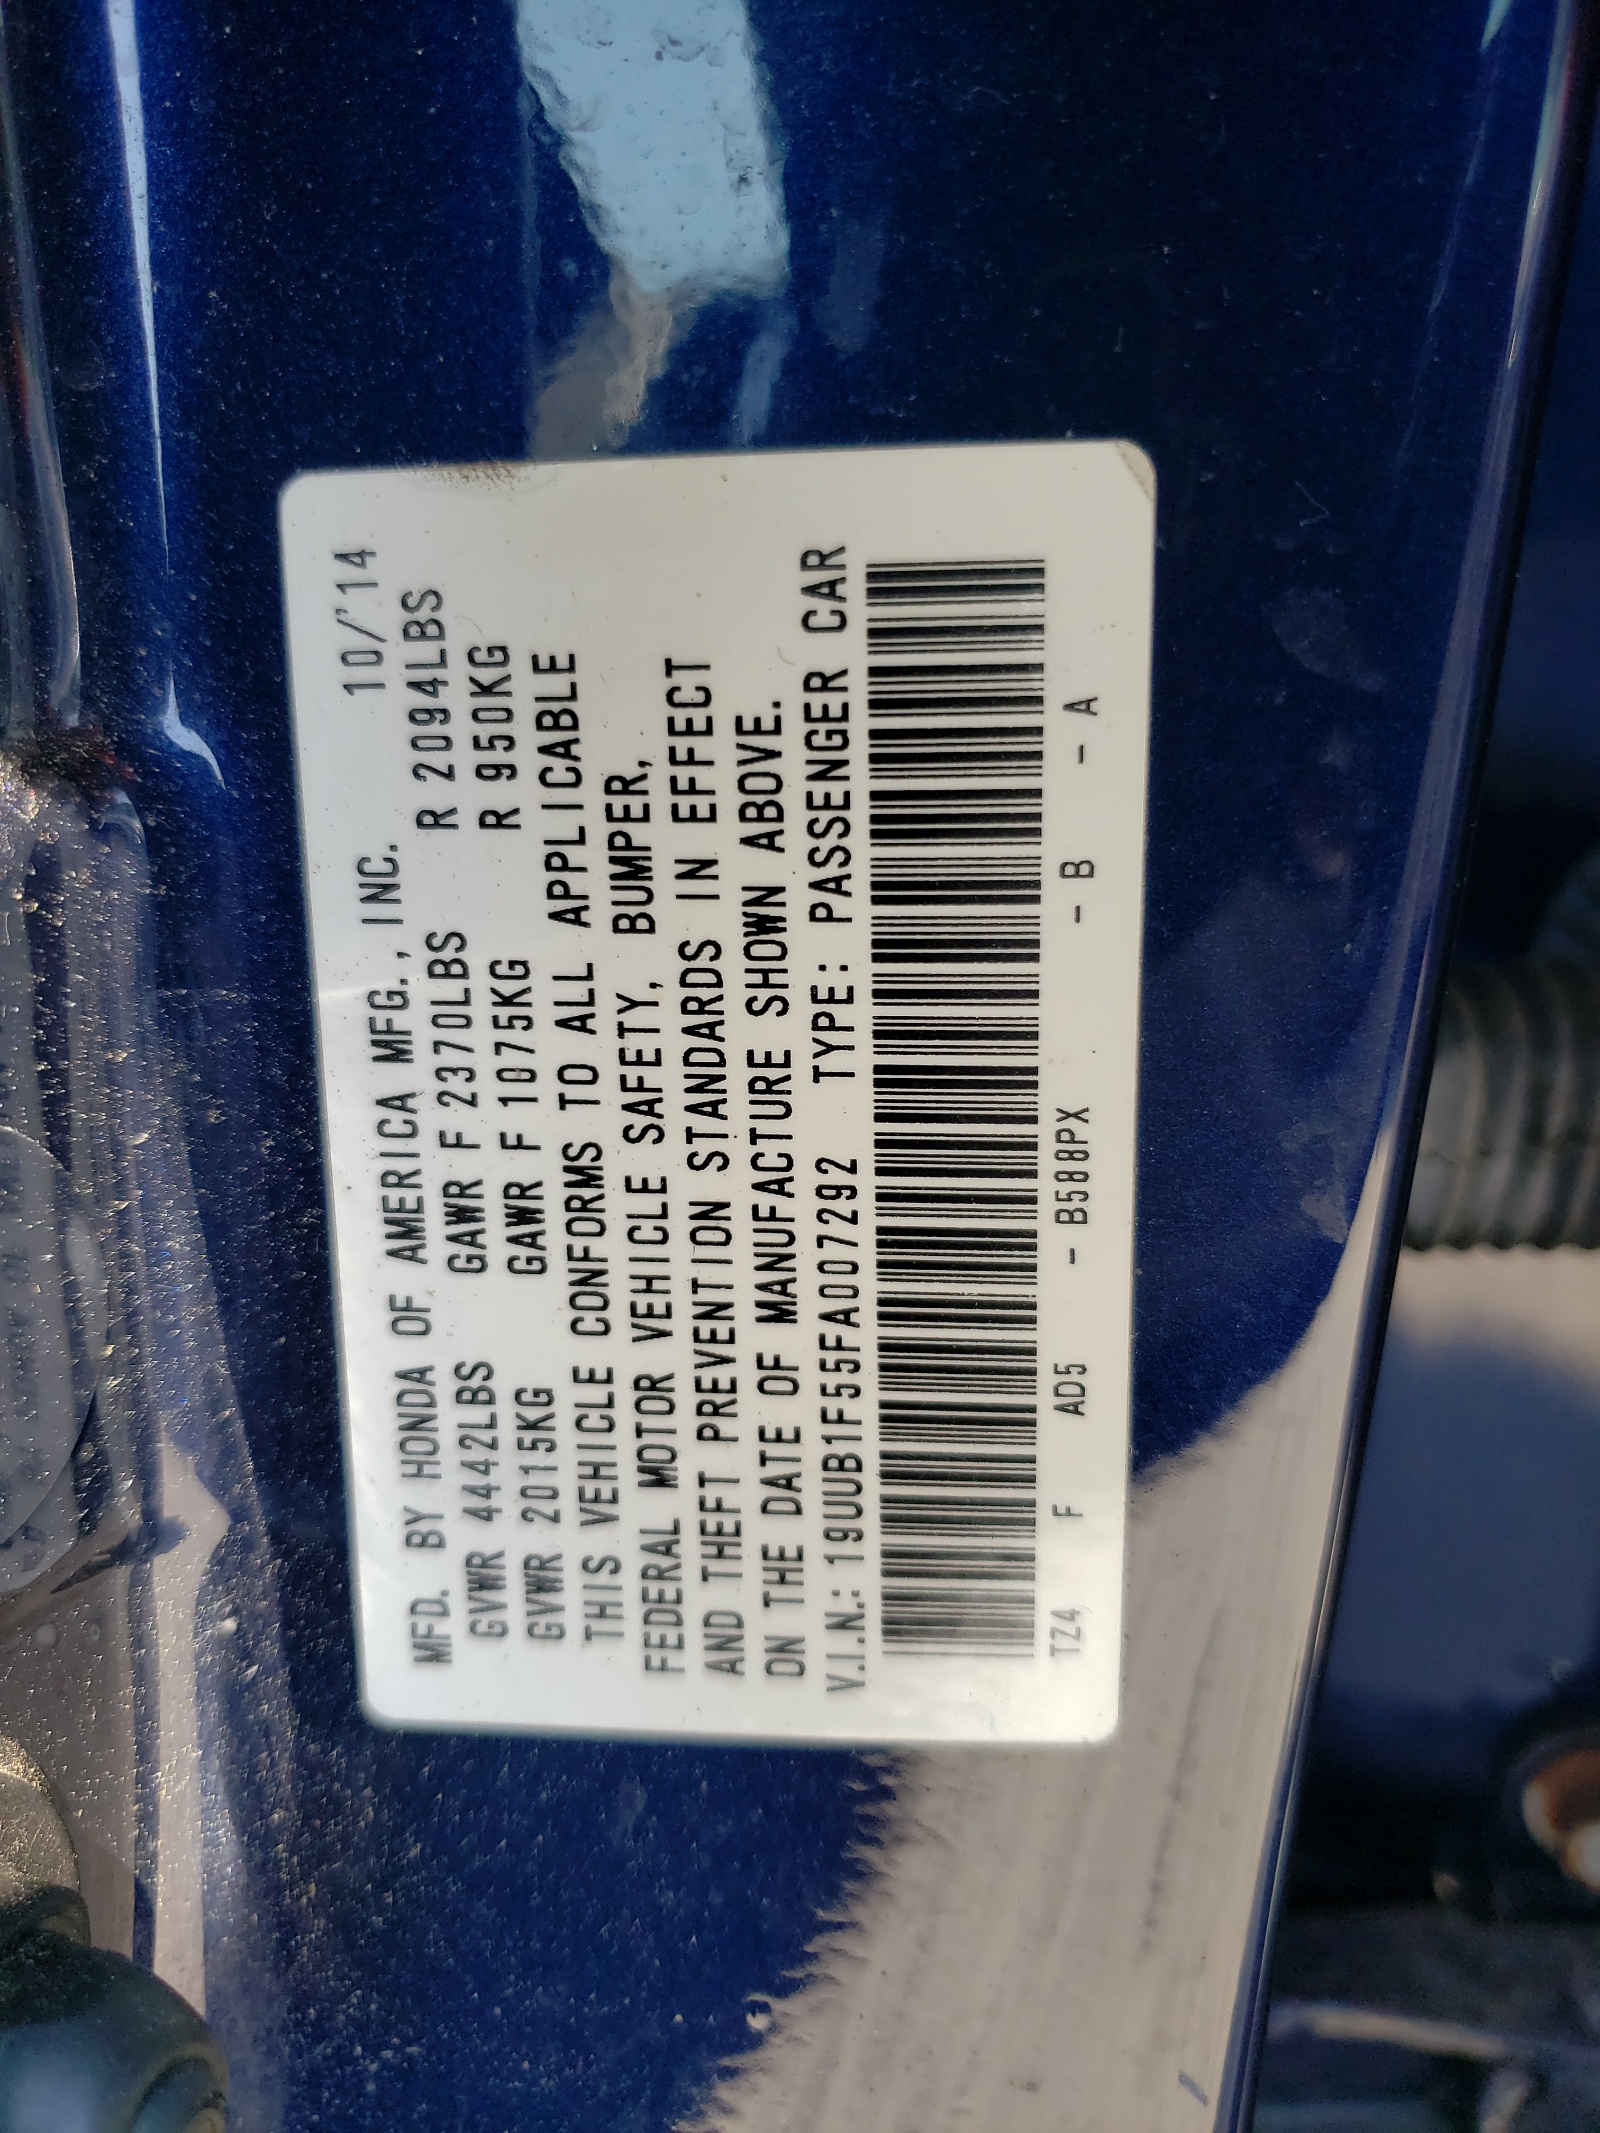 MFD. BY HONDA OF AMERICA MFG., INC. 10/'14
GVWR 4442LBS GAWR F 2370LBS R 2094LBS
GVWR 2015KG GAWR F 1075KG R 950KG
THIS VEHICLE CONFORMS TO ALL APPLICABLE
FEDERAL MOTOR VEHICLE SAFETY, BUMPER,
AND THEFT PREVENTION STANDARDS IN EFFECT
ON THE DATE OF MANUFACTURE SHOWN ABOVE.
V.I.N.: 19UUB1F55FA007292 TYPE: PASSENGER CAR
TZ4 F AD5 - B588PX - B - A